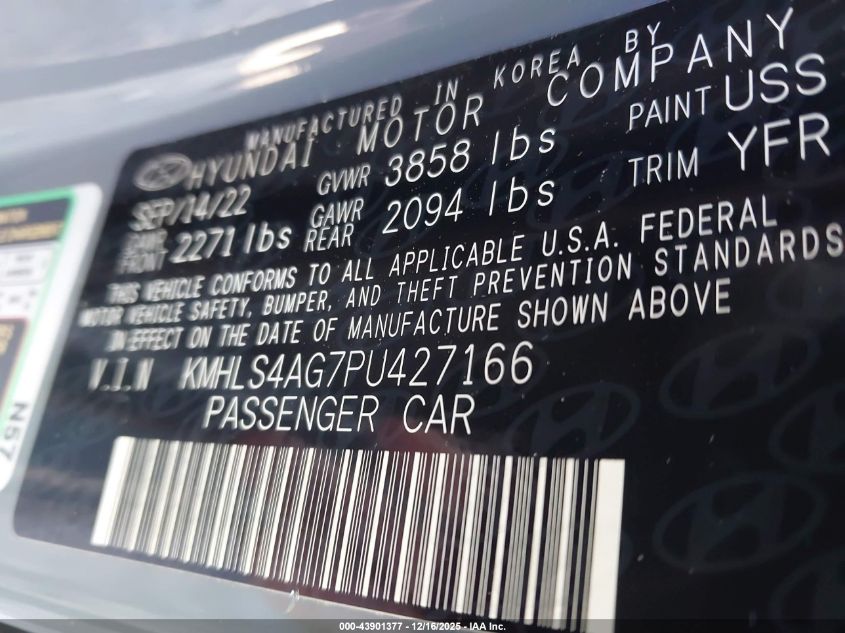 MANUFACTURED IN KOREA BY
HYUNDAI MOTOR COMPANY
SEP/14/22 GVWR 3858 lbs PAINT USS
GAWR FRONT 2271 lbs GAWR REAR 2094 lbs TRIM YFR
THIS VEHICLE CONFORMS TO ALL APPLICABLE U.S.A. FEDERAL
MOTOR VEHICLE SAFETY, BUMPER, AND THEFT PREVENTION STANDARDS
IN EFFECT ON THE DATE OF MANUFACTURE SHOWN ABOVE
V.I.N KMHLS4AG7PU427166
PASSENGER CAR
N57
000-43901377 - 12/16/2025 - IAA Inc.